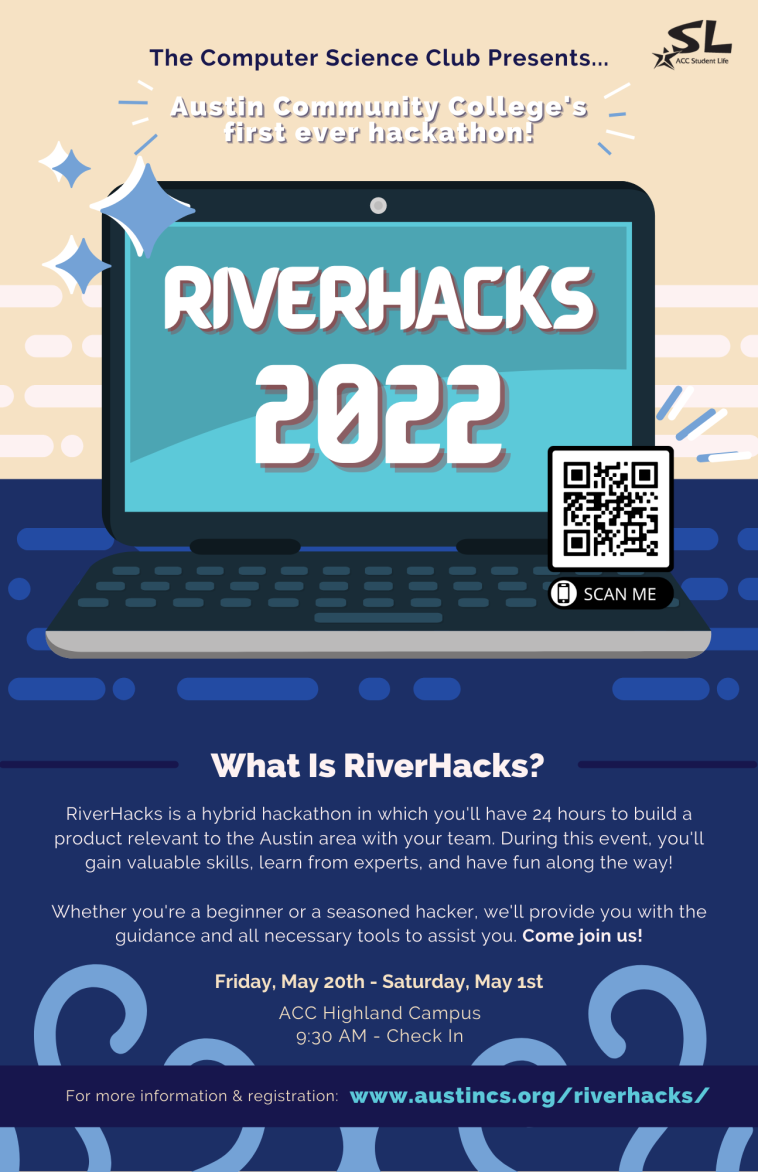 The Computer Science Club Presents...
SL
ACC Student Life
Austin Community College's
first ever hackathon!
RIVERHACKS
2022
SCAN ME
What Is RiverHacks?
RiverHacks is a hybrid hackathon in which you'll have 24 hours to build a
product relevant to the Austin area with your team. During this event, you'll
gain valuable skills, learn from experts, and have fun along the way!
Whether you're a beginner or a seasoned hacker, we'll provide you with the
guidance and all necessary tools to assist you. Come join us!
Friday, May 20th - Saturday, May 1st
ACC Highland Campus
9:30 AM - Check In
For more information & registration: www.austincs.org/riverhacks/